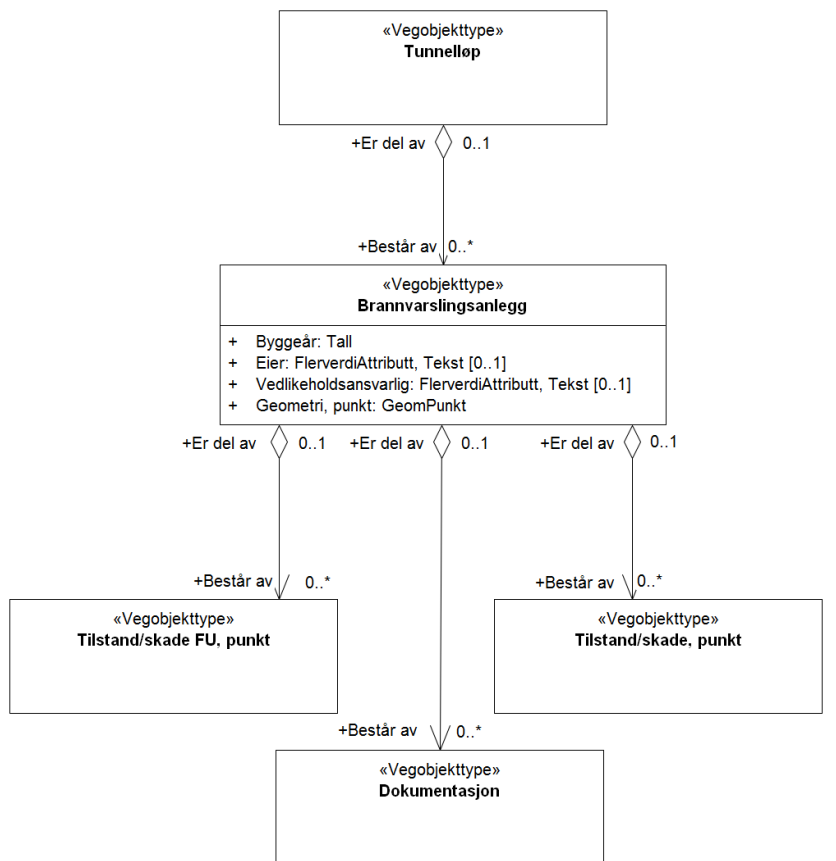 «Vegobjekttype»
Tunnelløp
+Er del av 0..1
+Består av 0..*
«Vegobjekttype»
Brannvarslingsanlegg
+ Byggeår: Tall
+ Eier: FlerverdiAttributt, Tekst [0..1]
+ Vedlikeholdsansvarlig: FlerverdiAttributt, Tekst [0..1]
+ Geometri, punkt: GeomPunkt
+Er del av 0..1 +Er del av 0..1 +Er del av 0..1
+Består av 0..* +Består av 0..*
«Vegobjekttype» «Vegobjekttype»
Tilstand/skade FU, punkt Tilstand/skade, punkt
+Består av 0..*
«Vegobjekttype»
Dokumentasjon